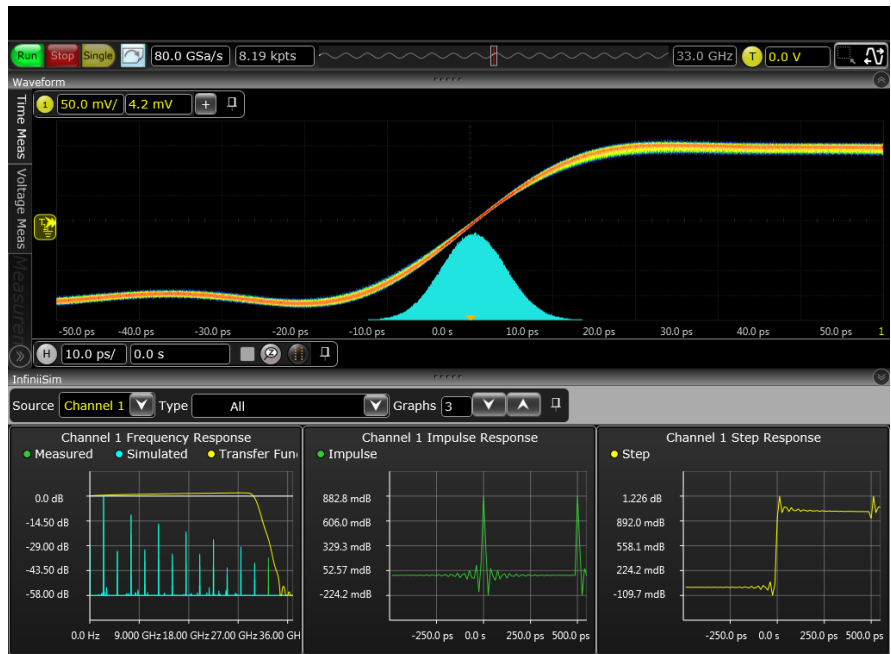 Run Stop Single 80.0 GSa/s 8.19 kpts 33.0 GHz T 0.0 V
Waveform
Time Meas
Voltage Meas
1 50.0 mV/ 4.2 mV +
-50.0 ps -40.0 ps -30.0 ps -20.0 ps -10.0 ps 0.0 s 10.0 ps 20.0 ps 30.0 ps 40.0 ps 50.0 ps 1
H 10.0 ps/ 0.0 s
InfiniiSim
Source Channel 1 Type All Graphs 3
Channel 1 Frequency Response
Measured Simulated Transfer Fun
0.0 dB
-14.50 dB
-29.00 dB
-43.50 dB
-58.00 dB
0.0 Hz 9.000 GHz 18.00 GHz 27.00 GHz 36.00 GH
Channel 1 Impulse Response
Impulse
882.8 mdB
606.0 mdB
329.3 mdB
52.57 mdB
-224.2 mdB
-250.0 ps 0.0 s 250.0 ps 500.0 ps
Channel 1 Step Response
Step
1.226 dB
892.0 mdB
558.1 mdB
224.2 mdB
-109.7 mdB
-250.0 ps 0.0 s 250.0 ps 500.0 ps